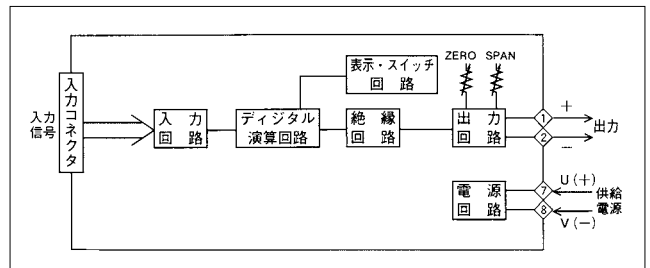 ZERO SPAN
表示・スイッチ
回路
入力
信号
入力コネクタ
入力
回路
ディジタル
演算回路
絶縁
回路
出力
回路
1
2
+
−
出力
電源
回路
7
8
U(+)
V(−)
供給
電源